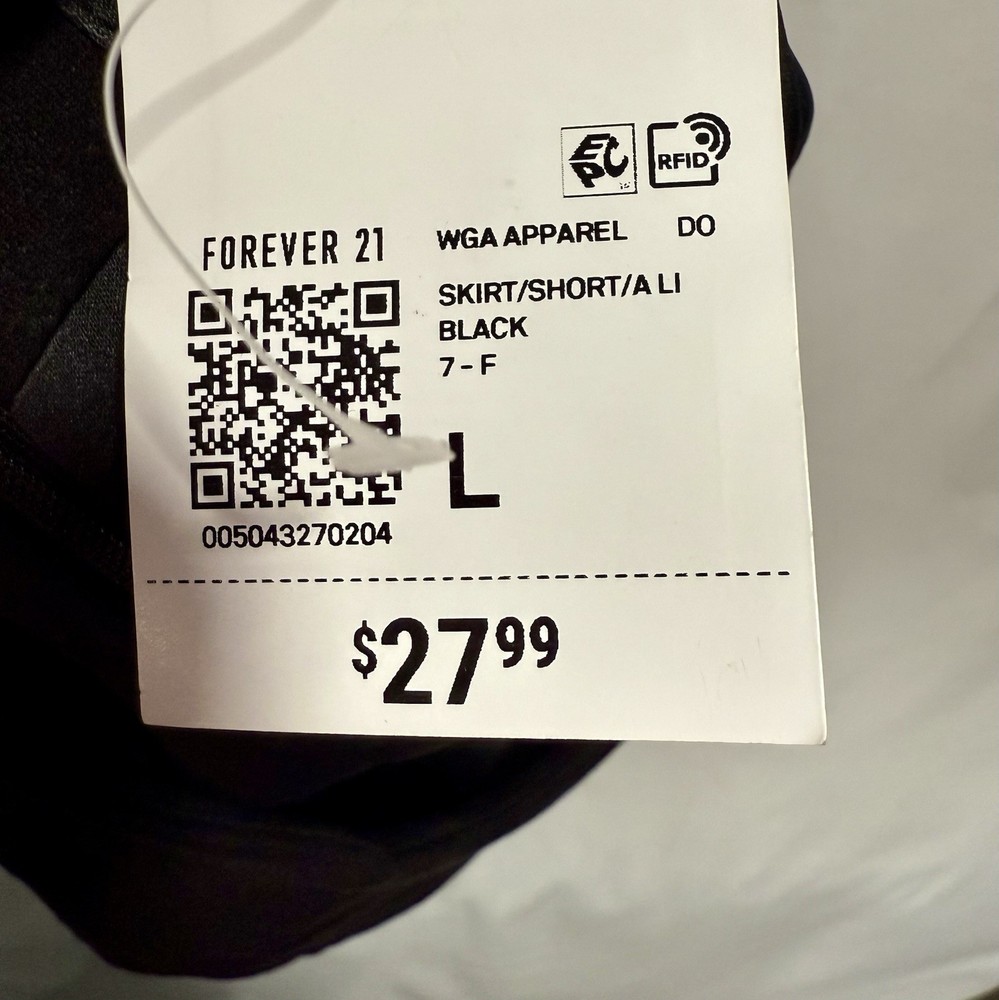 EPC
RFID
FOREVER 21
WGA APPAREL DO
SKIRT/SHORT/A LI
BLACK
7 - F
L
005043270204
$27.99